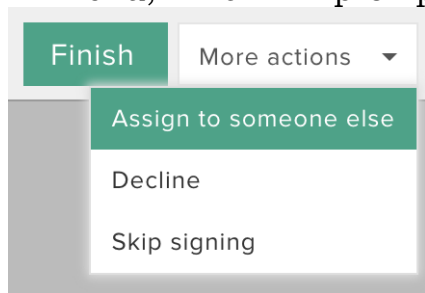 Finish
More actions
Assign to someone else
Decline
Skip signing